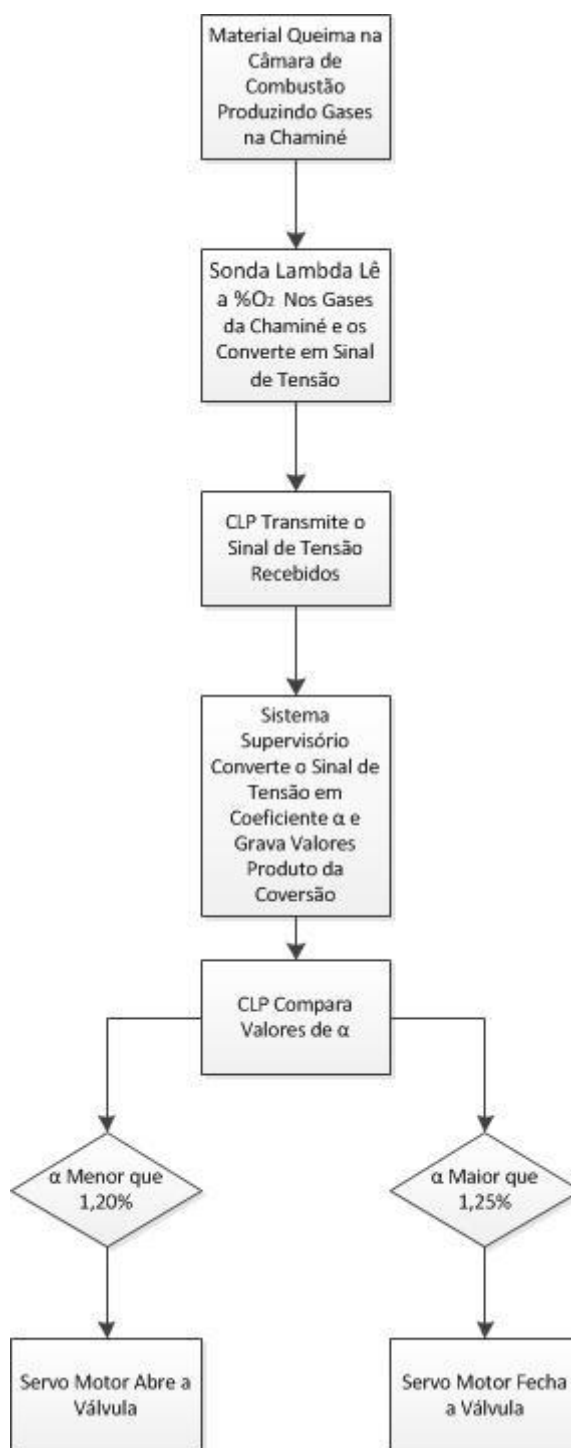 Material Queima na
Câmara de
Combustão
Produzindo Gases
na Chaminé
Sonda Lambda Lê
a %O₂ Nos Gases
da Chaminé e os
Converte em Sinal
de Tensão
CLP Transmite o
Sinal de Tensão
Recebidos
Sistema
Supervisório
Converte o Sinal de
Tensão em
Coeficiente α e
Grava Valores
Produto da
Coversão
CLP Compara
Valores de α
α Menor que
1,20%
α Maior que
1,25%
Servo Motor Abre a
Válvula
Servo Motor Fecha
a Válvula